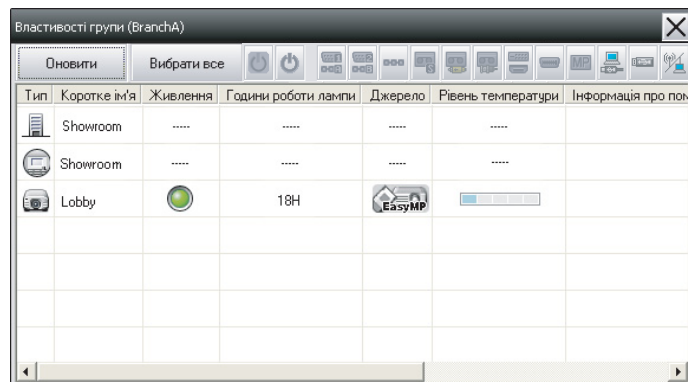 Властивості групи (BranchA)
Оновити Вибрати все MP
Тип Коротке ім'я Живлення Години роботи лампи Джерело Рівень температури Інформація про пом
Showroom ----- ----- ----- -----
Showroom ----- ----- ----- -----
Lobby 18H EasyMP